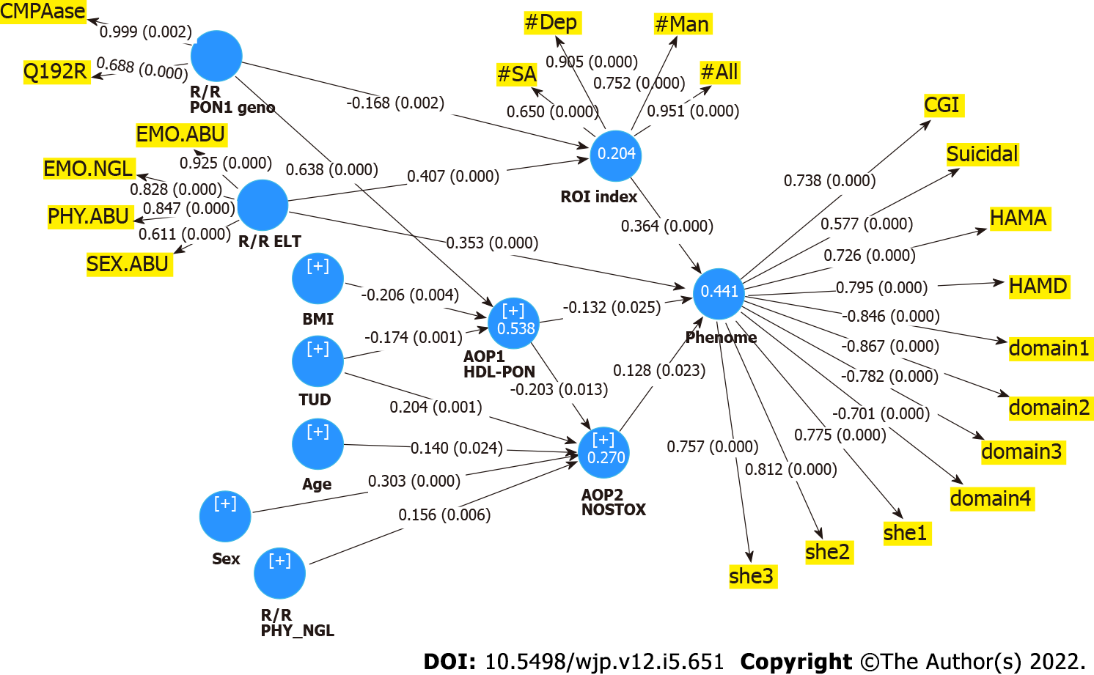 CMPAase
0.999 (0.002)
Q192R
0.688 (0.000)
R/R
PON1 geno
#Dep
#Man
#SA
#All
0.905 (0.000)
0.752 (0.000)
0.650 (0.000)
0.951 (0.000)
-0.168 (0.002)
0.204
ROI index
EMO.ABU
0.925 (0.000)
EMO.NGL
0.828 (0.000)
PHY.ABU
0.847 (0.000)
SEX.ABU
0.611 (0.000)
R/R ELT
0.638 (0.000)
0.407 (0.000)
0.364 (0.000)
0.353 (0.000)
CGI
0.738 (0.000)
Suicidal
0.577 (0.000)
HAMA
0.726 (0.000)
HAMD
0.795 (0.000)
0.441
Phenome
-0.846 (0.000)
domain1
-0.867 (0.000)
domain2
-0.782 (0.000)
domain3
-0.701 (0.000)
domain4
0.775 (0.000)
she1
0.812 (0.000)
she2
0.757 (0.000)
she3
[+]
BMI
-0.206 (0.004)
[+]
0.538
AOP1
HDL-PON
-0.132 (0.025)
[+]
TUD
-0.174 (0.001)
-0.203 (0.013)
0.128 (0.023)
0.204 (0.001)
[+]
Age
0.140 (0.024)
[+]
0.270
AOP2
NOSTOX
[+]
Sex
0.303 (0.000)
[+]
R/R
PHY_NGL
0.156 (0.006)
DOI: 10.5498/wjp.v12.i5.651 Copyright ©The Author(s) 2022.